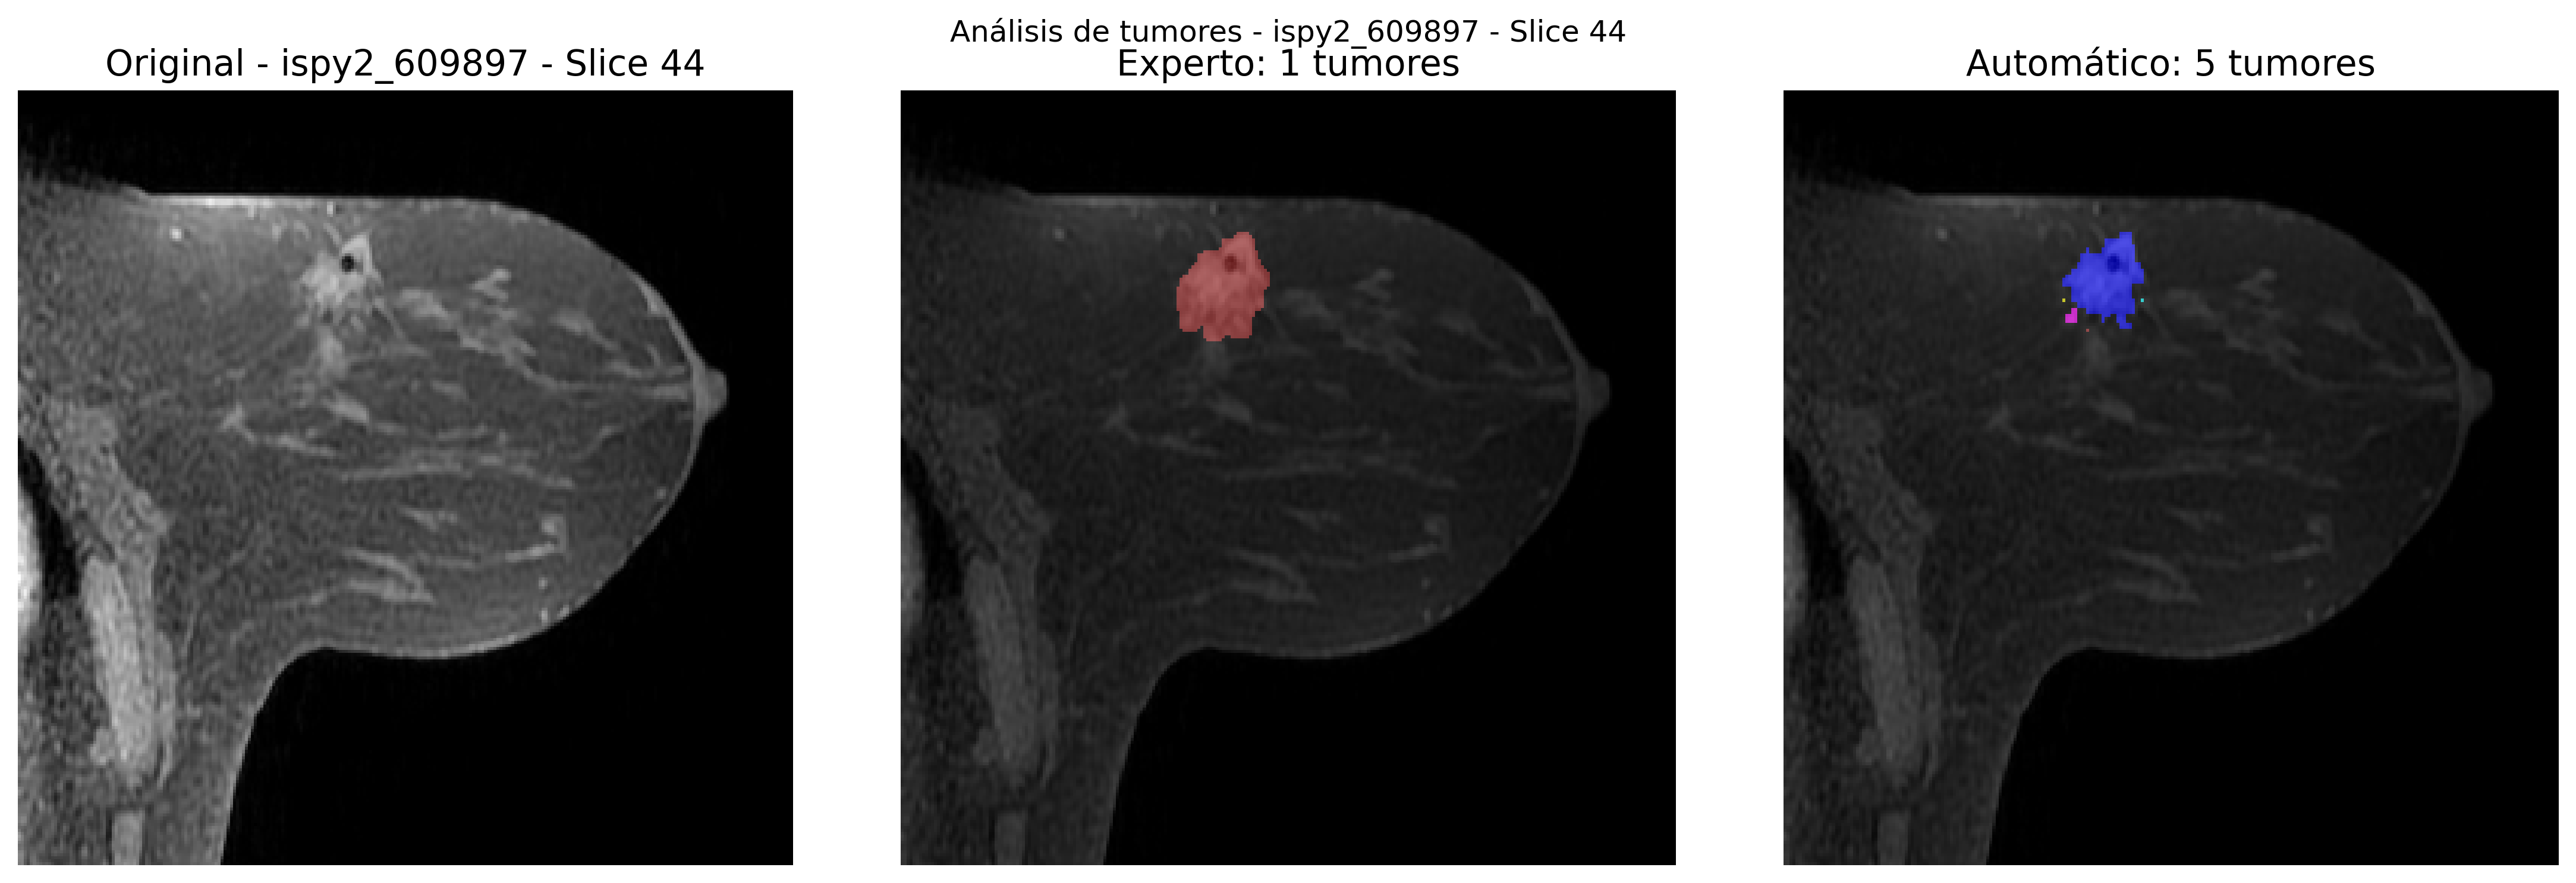 Análisis de tumores - ispy2_609897 - Slice 44
Original - ispy2_609897 - Slice 44
Experto: 1 tumores
Automático: 5 tumores